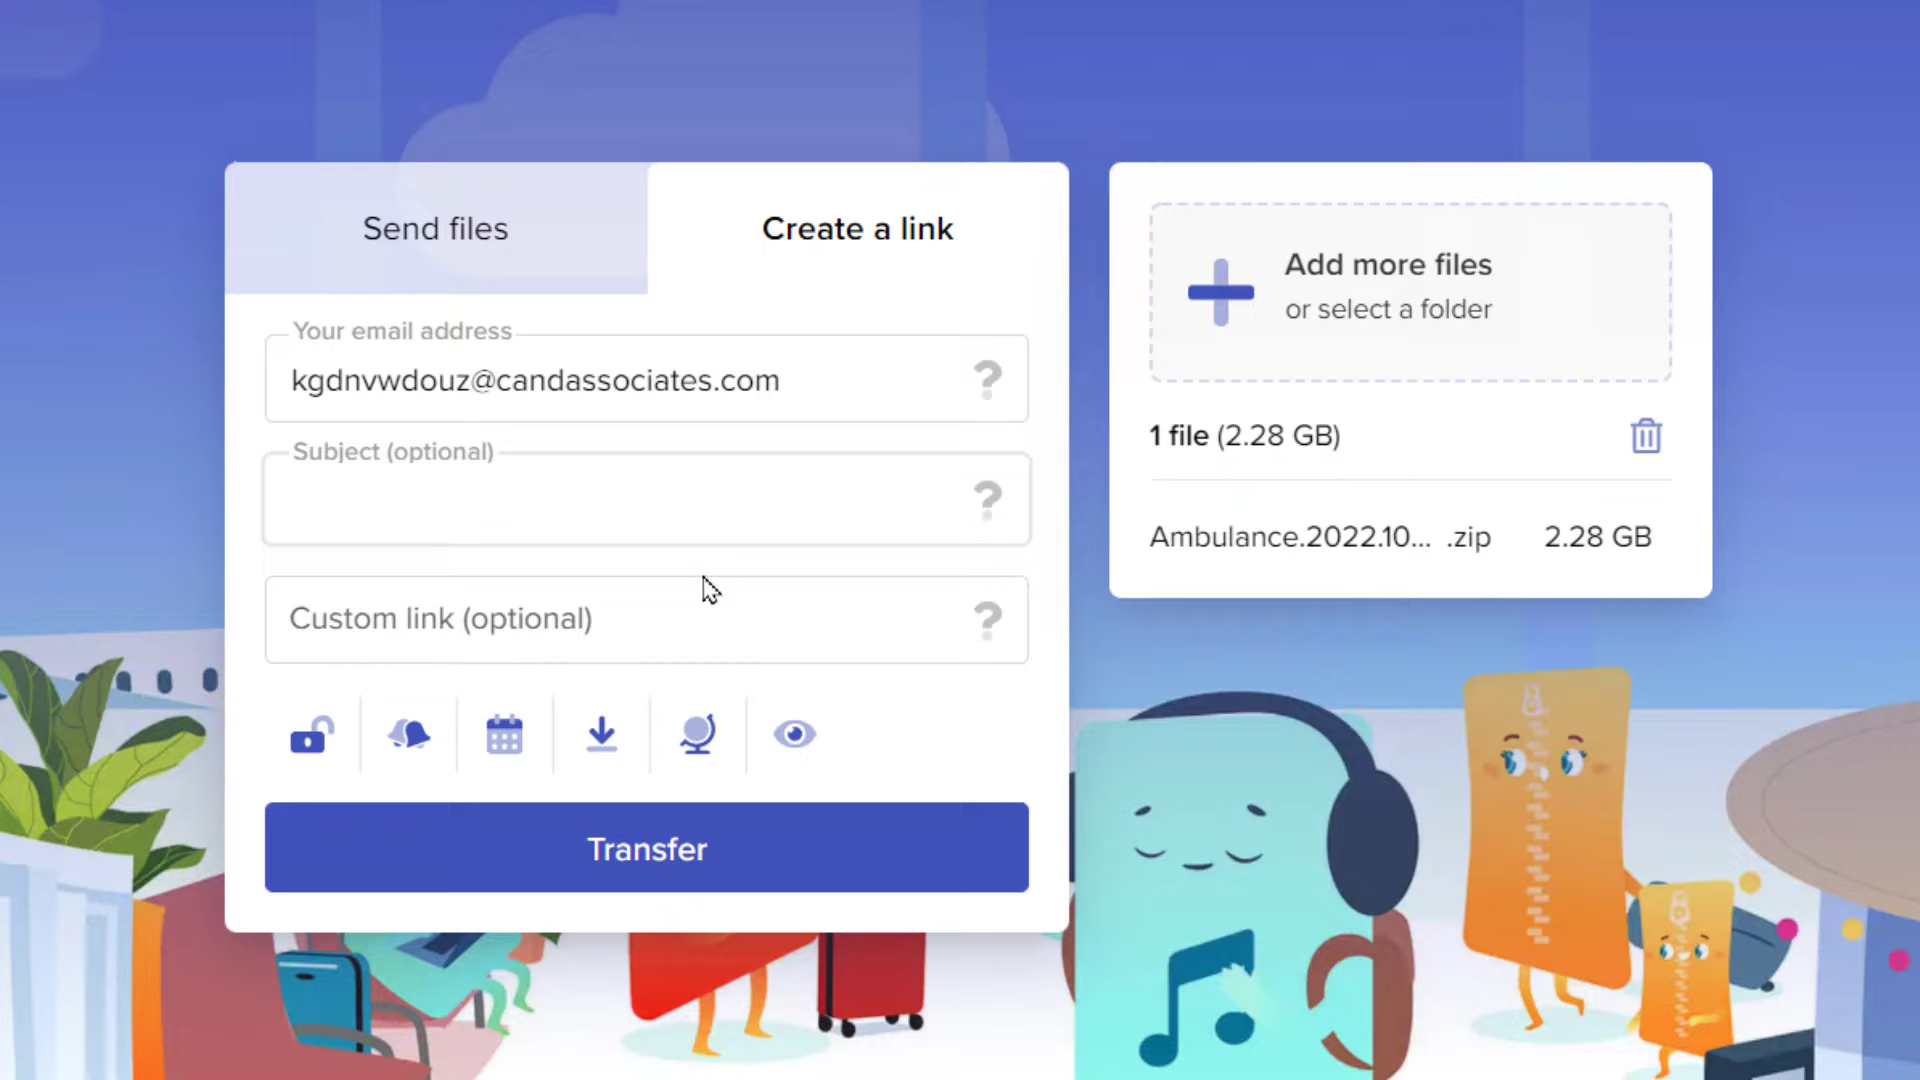 Send files
Create a link
Your email address
kgdnvwdouz@candassociates.com
?
Subject (optional)
?
Custom link (optional)
?
Transfer
Add more files
or select a folder
1 file (2.28 GB)
Ambulance.2022.10... .zip 2.28 GB